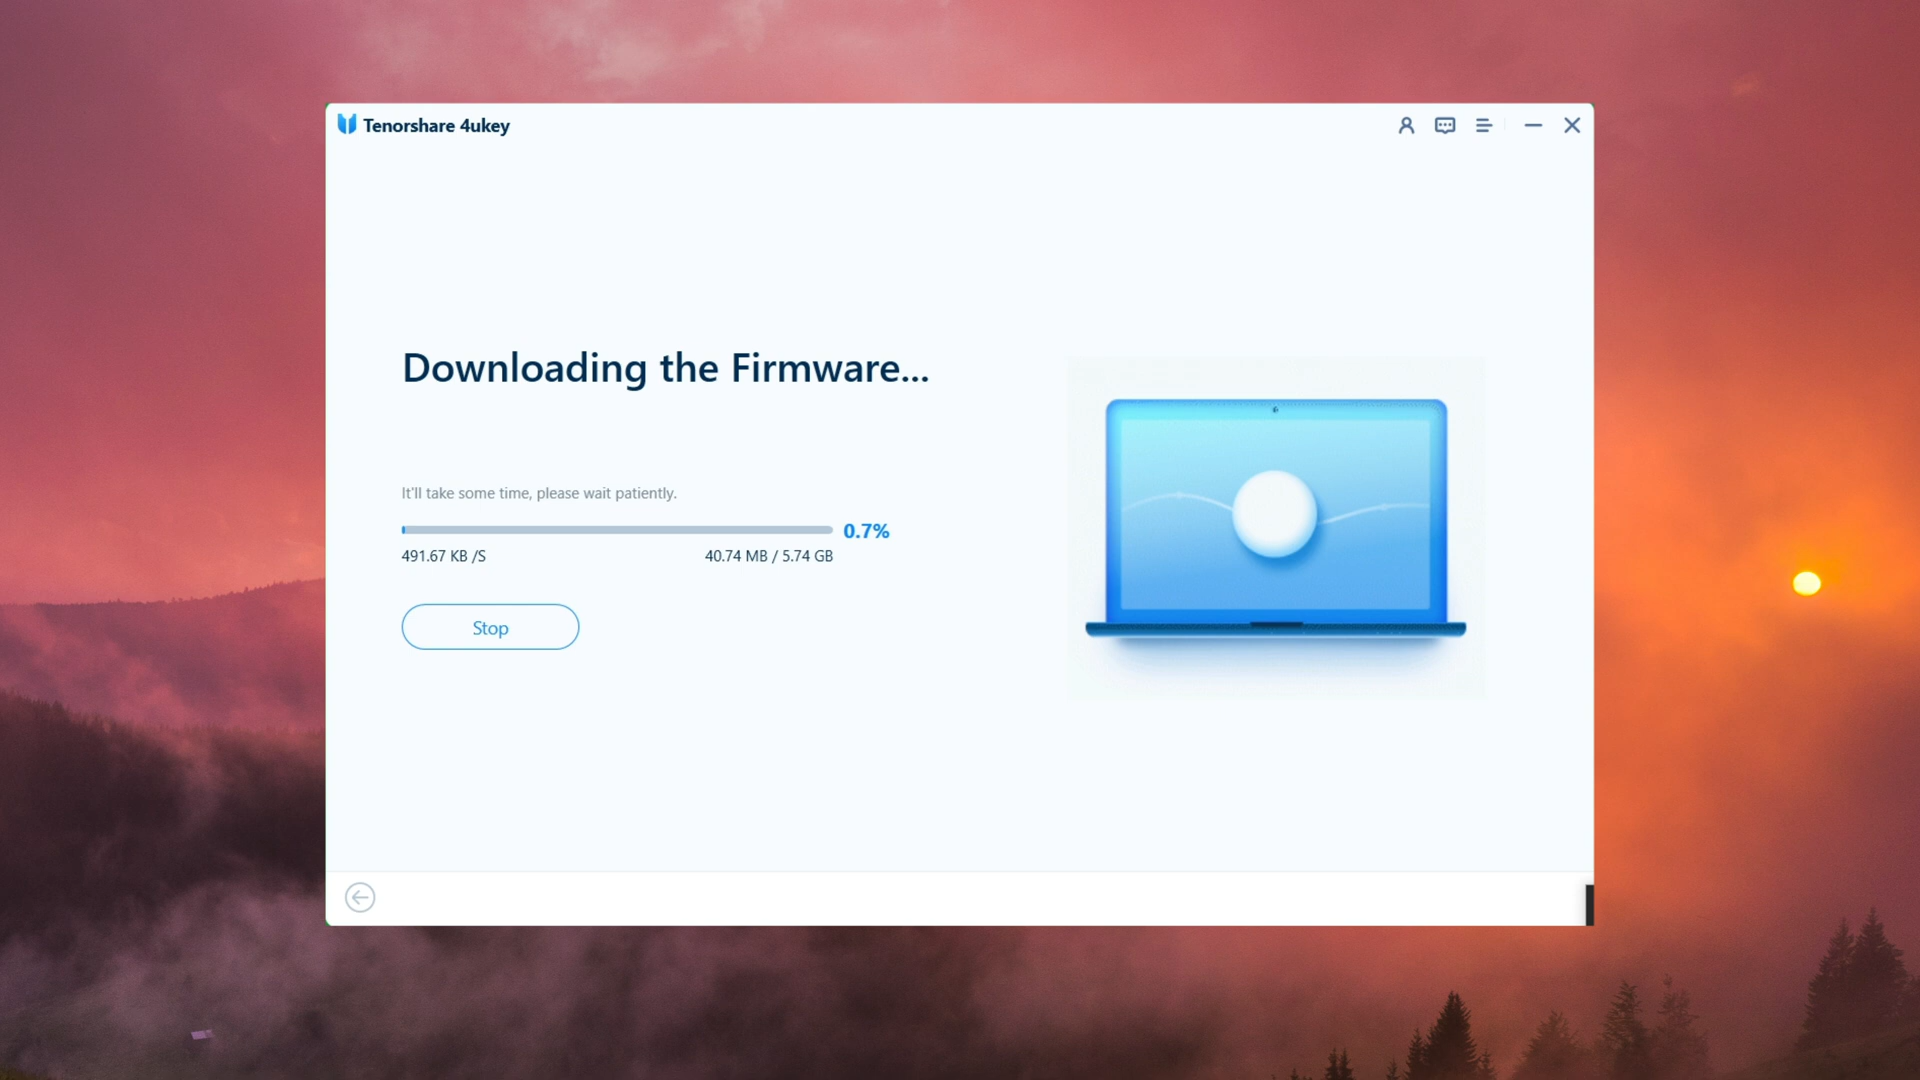 Tenorshare 4ukey
Downloading the Firmware...
It'll take some time, please wait patiently.
0.7%
491.67 KB /S
40.74 MB / 5.74 GB
Stop